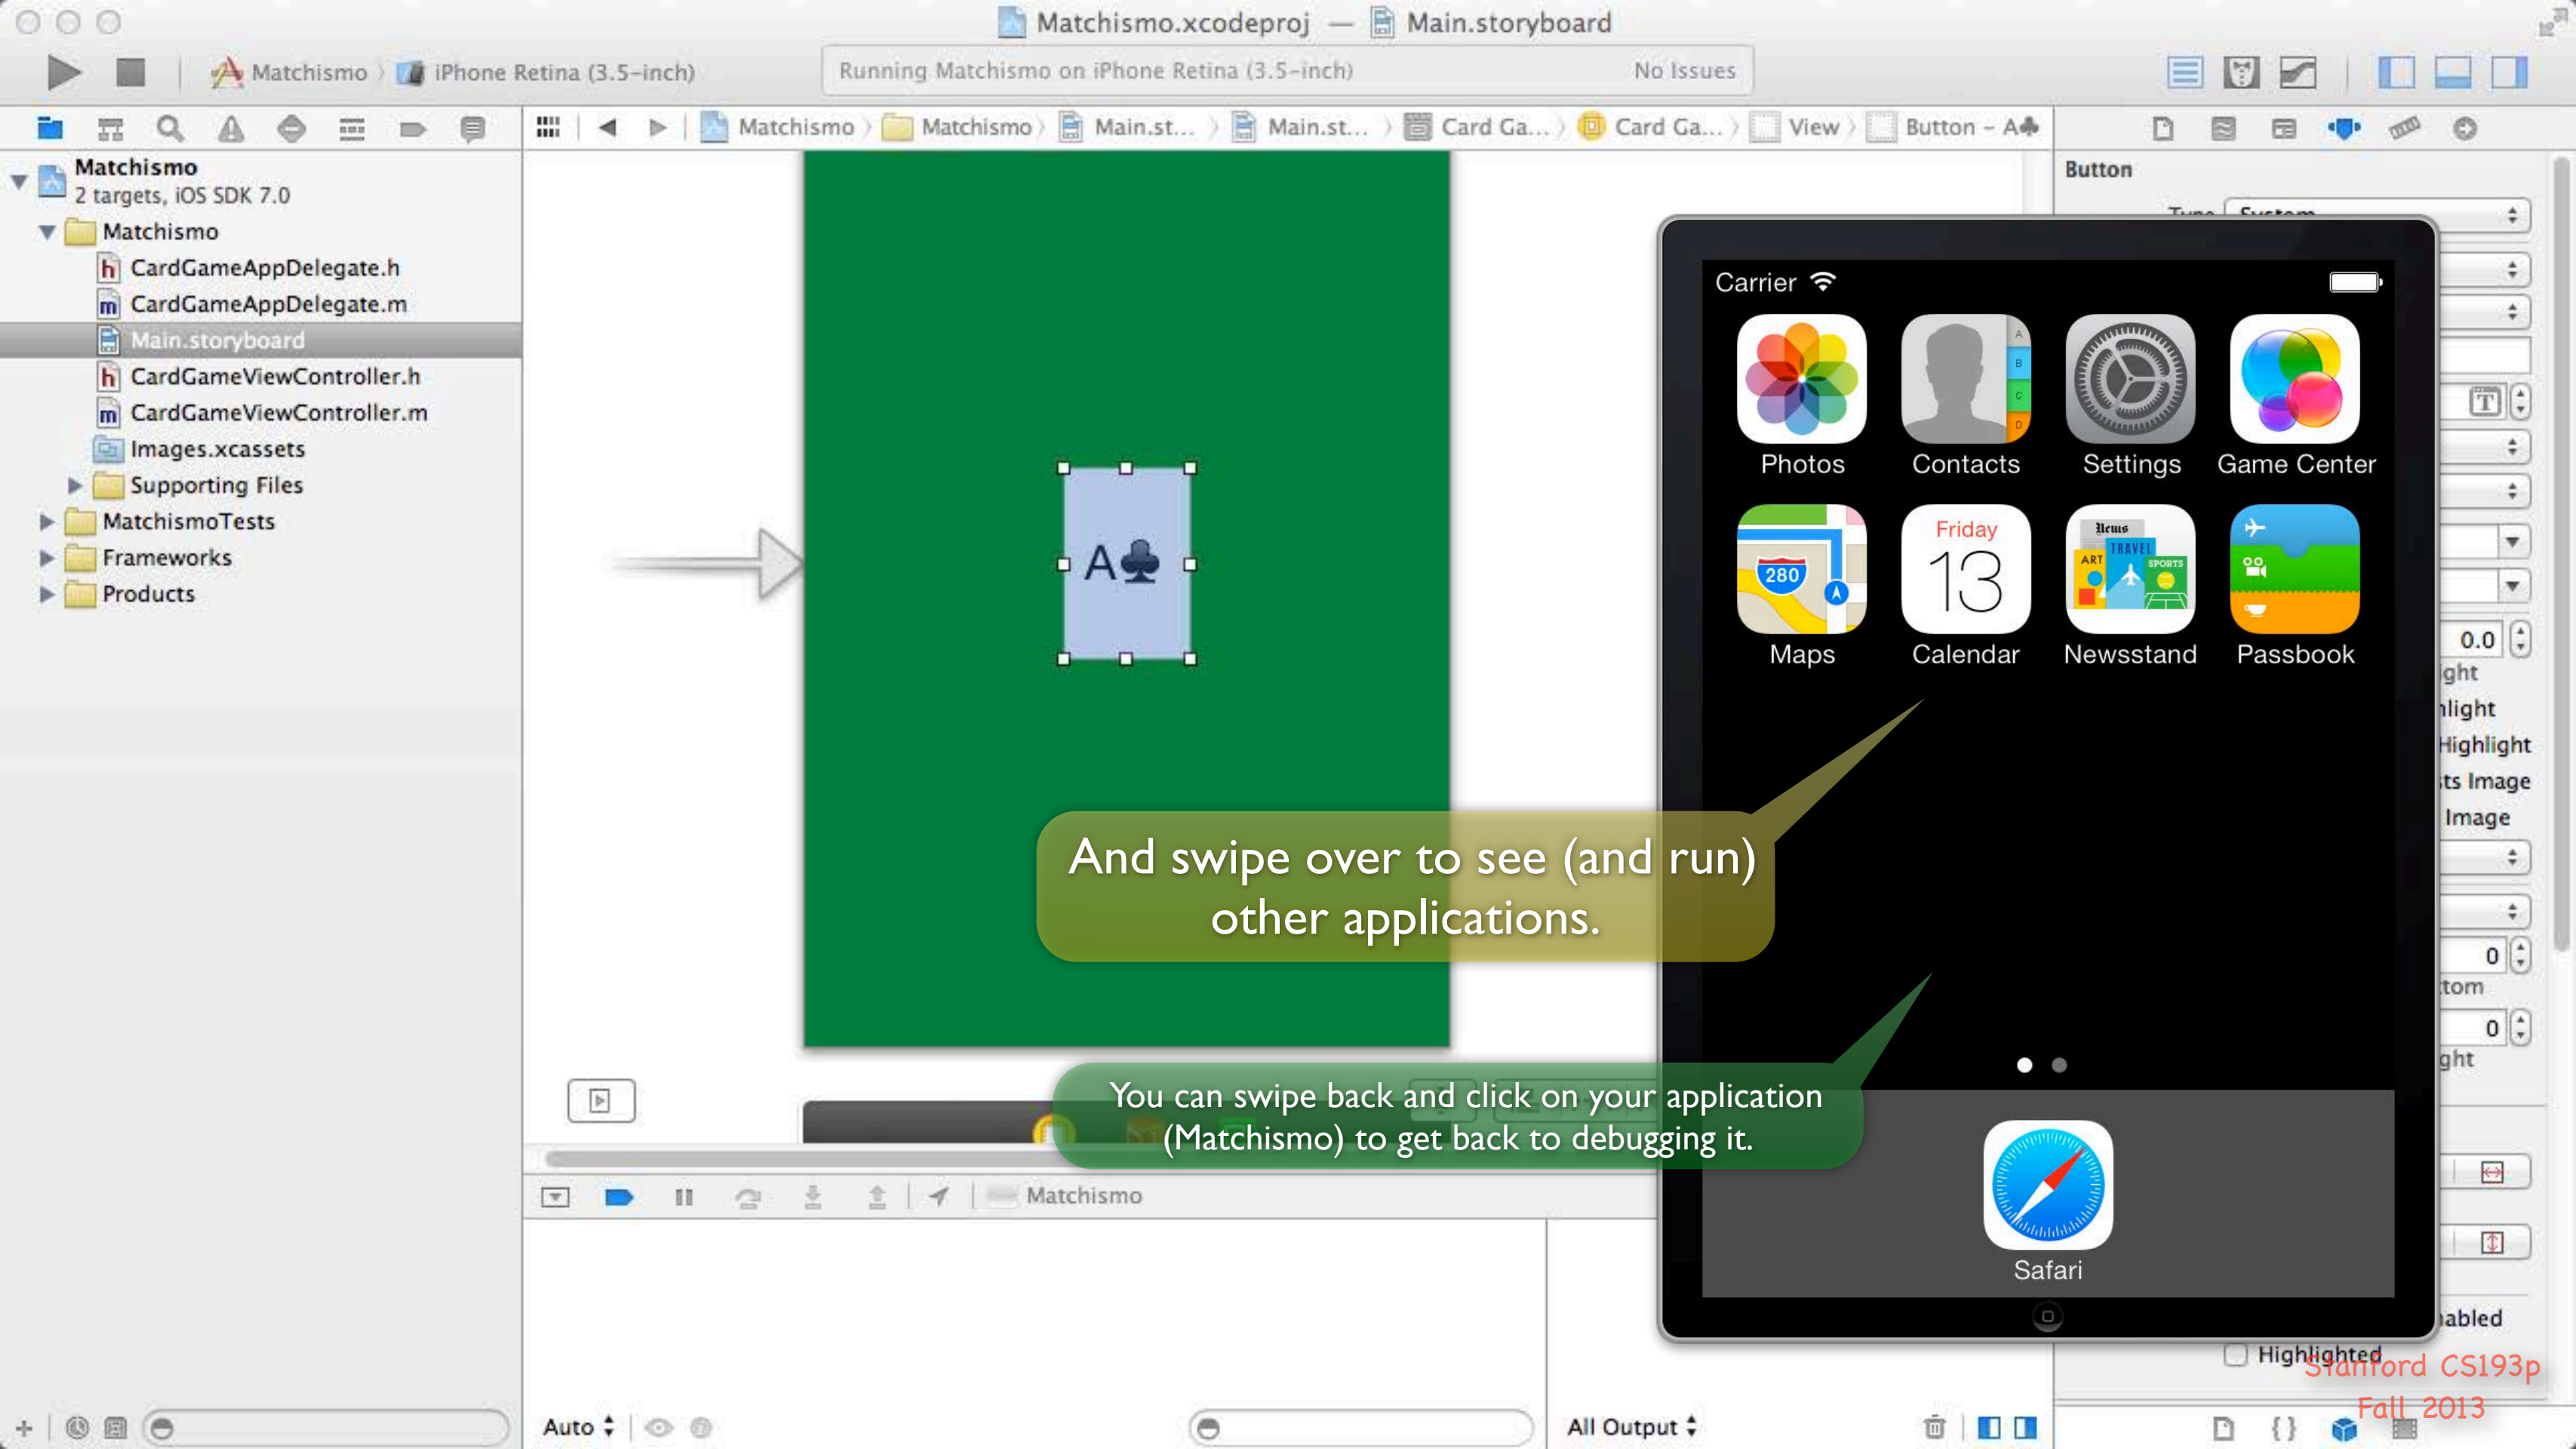 Matchismo.xcodeproj — Main.storyboard
Matchismo 〉 iPhone Retina (3.5-inch)
Running Matchismo on iPhone Retina (3.5-inch) No Issues
Matchismo 〉 Matchismo 〉 Main.st... 〉 Main.st... 〉 Card Ga... 〉 Card Ga... 〉 View 〉 Button - A♣
Matchismo
2 targets, iOS SDK 7.0
Matchismo
h CardGameAppDelegate.h
m CardGameAppDelegate.m
Main.storyboard
h CardGameViewController.h
m CardGameViewController.m
Images.xcassets
Supporting Files
MatchismoTests
Frameworks
Products
A♣
Button
Carrier
A
B
C
D
Photos Contacts Settings Game Center
280
Friday
13
News
ART TRAVEL SPORTS
Maps Calendar Newsstand Passbook
And swipe over to see (and run)
other applications.
You can swipe back and click on your application
(Matchismo) to get back to debugging it.
Safari
T
0.0
Highlight
Image
Image
0
0
Highlighted
Matchismo
Auto
All Output
{ }
Stanford CS193p
Fall 2013